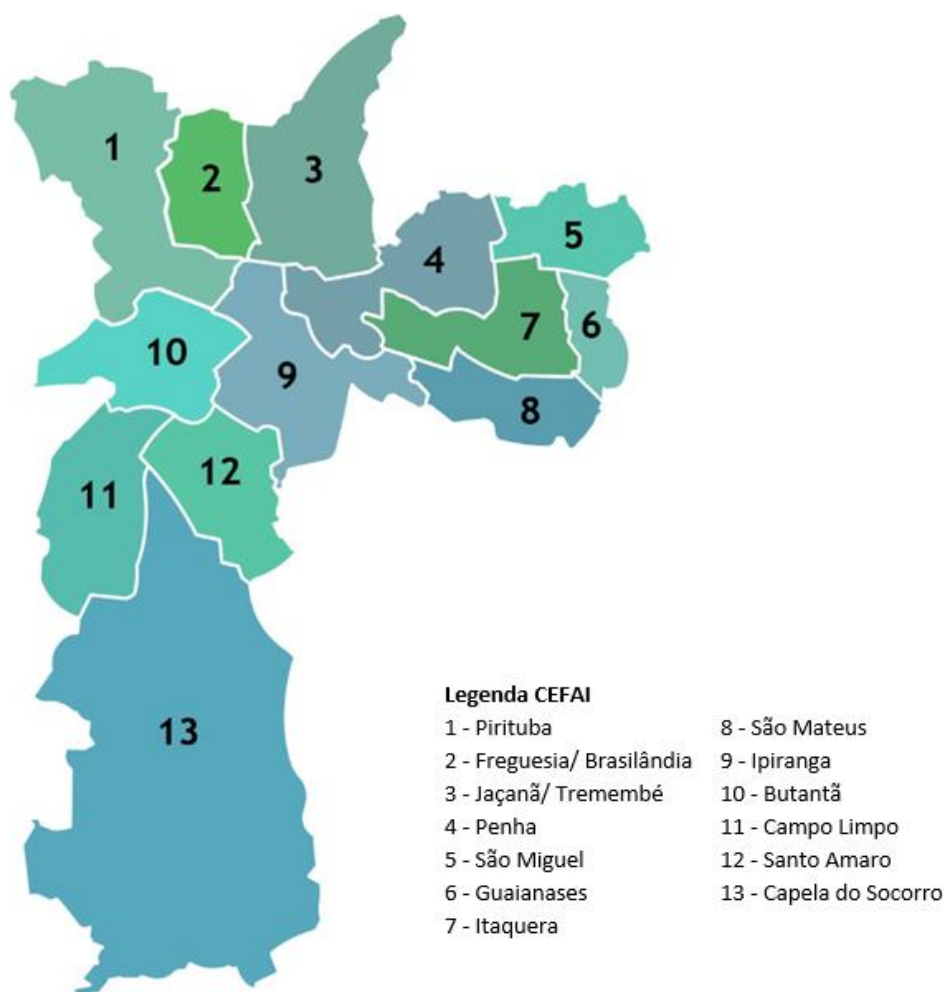 1
2
3
4
5
6
7
8
9
10
11
12
13
Legenda CEFAI
1 - Pirituba
2 - Freguesia/ Brasilândia
3 - Jaçanã/ Tremembé
4 - Penha
5 - São Miguel
6 - Guaianases
7 - Itaquera
8 - São Mateus
9 - Ipiranga
10 - Butantã
11 - Campo Limpo
12 - Santo Amaro
13 - Capela do Socorro